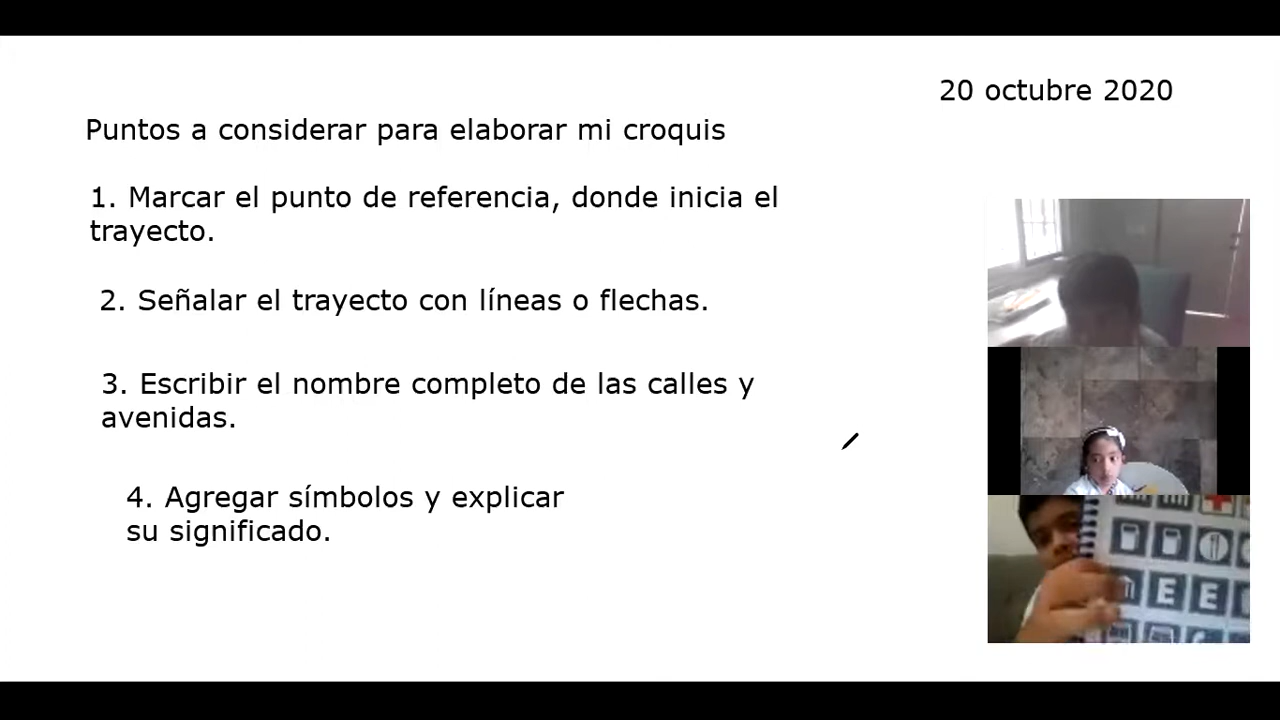 20 octubre 2020
Puntos a considerar para elaborar mi croquis
1. Marcar el punto de referencia, donde inicia el
trayecto.
2. Señalar el trayecto con líneas o flechas.
3. Escribir el nombre completo de las calles y
avenidas.
4. Agregar símbolos y explicar
su significado.
E E